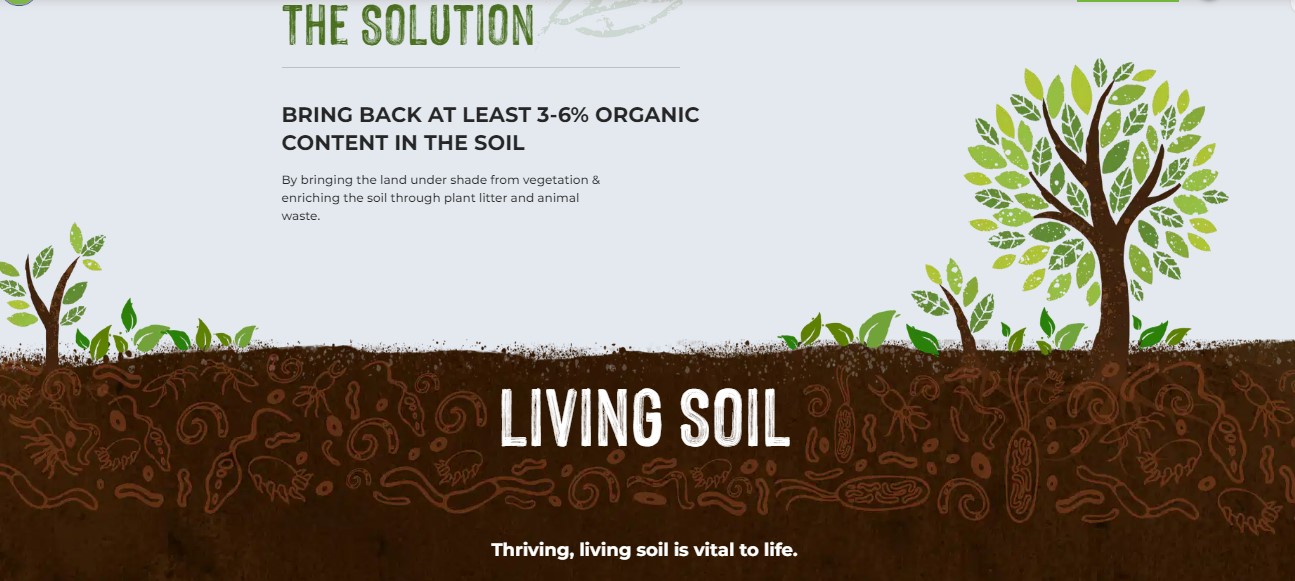 THE SOLUTION
BRING BACK AT LEAST 3-6% ORGANIC
CONTENT IN THE SOIL
By bringing the land under shade from vegetation &
enriching the soil through plant litter and animal
waste.
LIVING SOIL
Thriving, living soil is vital to life.